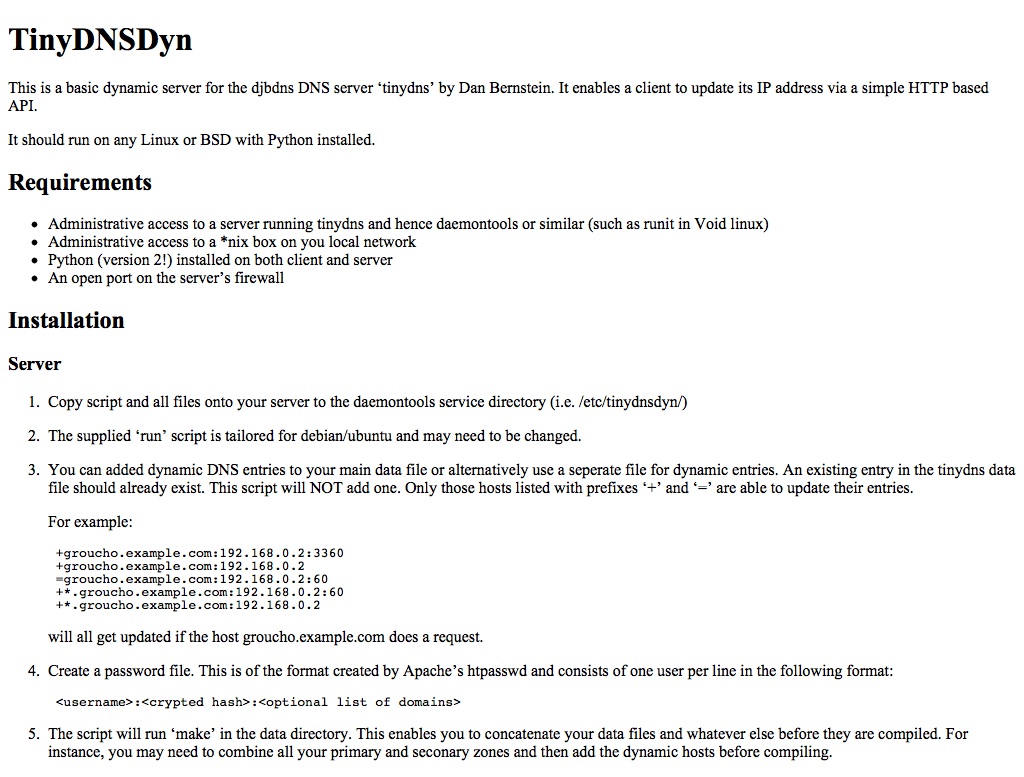 TinyDNSDyn
This is a basic dynamic server for the djbdns DNS server ‘tinydns’ by Dan Bernstein. It enables a client to update its IP address via a simple HTTP based
API.
It should run on any Linux or BSD with Python installed.
Requirements
• Administrative access to a server running tinydns and hence daemontools or similar (such as runit in Void linux)
• Administrative access to a *nix box on you local network
• Python (version 2!) installed on both client and server
• An open port on the server’s firewall
Installation
Server
1. Copy script and all files onto your server to the daemontools service directory (i.e. /etc/tinydnsdyn/)
2. The supplied ‘run’ script is tailored for debian/ubuntu and may need to be changed.
3. You can added dynamic DNS entries to your main data file or alternatively use a seperate file for dynamic entries. An existing entry in the tinydns data
file should already exist. This script will NOT add one. Only those hosts listed with prefixes ‘+’ and ‘=’ are able to update their entries.
For example:
+groucho.example.com:192.168.0.2:3360
+groucho.example.com:192.168.0.2
=groucho.example.com:192.168.0.2:60
+*.groucho.example.com:192.168.0.2:60
+*.groucho.example.com:192.168.0.2
will all get updated if the host groucho.example.com does a request.
4. Create a password file. This is of the format created by Apache’s htpasswd and consists of one user per line in the following format:
<username>:<crypted hash>:<optional list of domains>
5. The script will run ‘make’ in the data directory. This enables you to concatenate your data files and whatever else before they are compiled. For
instance, you may need to combine all your primary and seconary zones and then add the dynamic hosts before compiling.